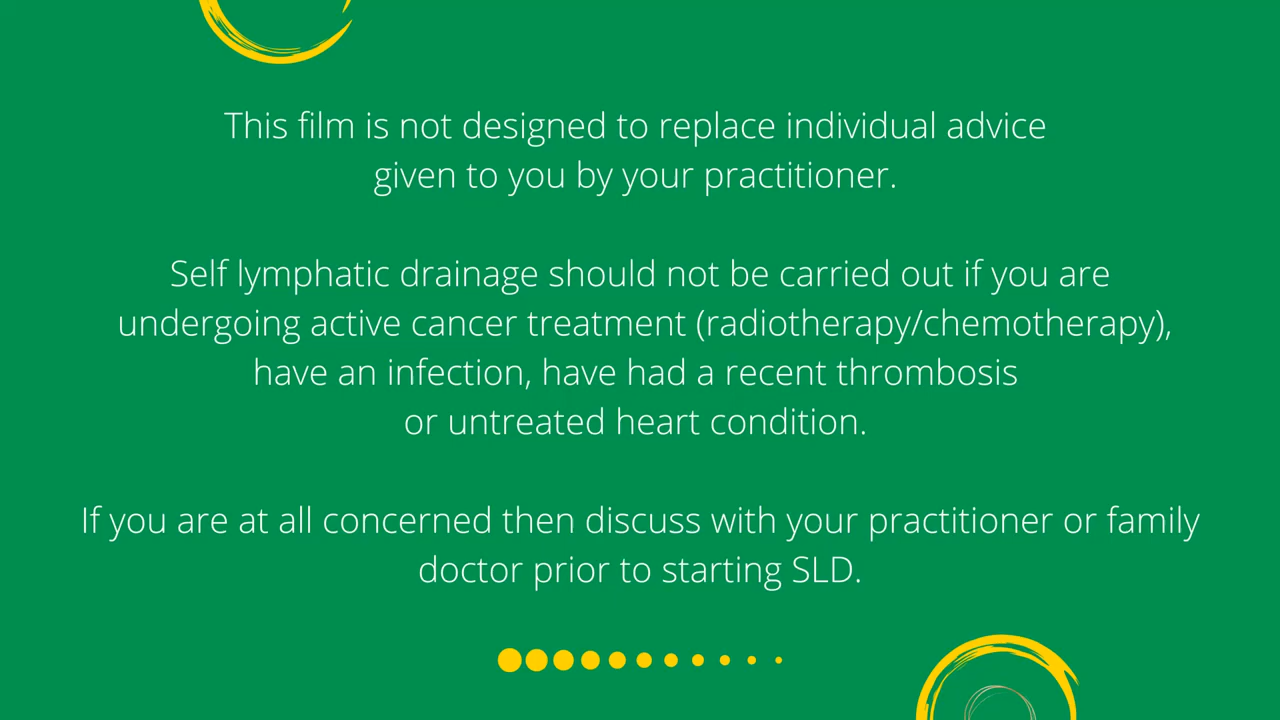 This film is not designed to replace individual advice
given to you by your practitioner.
Self lymphatic drainage should not be carried out if you are
undergoing active cancer treatment (radiotherapy/chemotherapy),
have an infection, have had a recent thrombosis
or untreated heart condition.
If you are at all concerned then discuss with your practitioner or family
doctor prior to starting SLD.